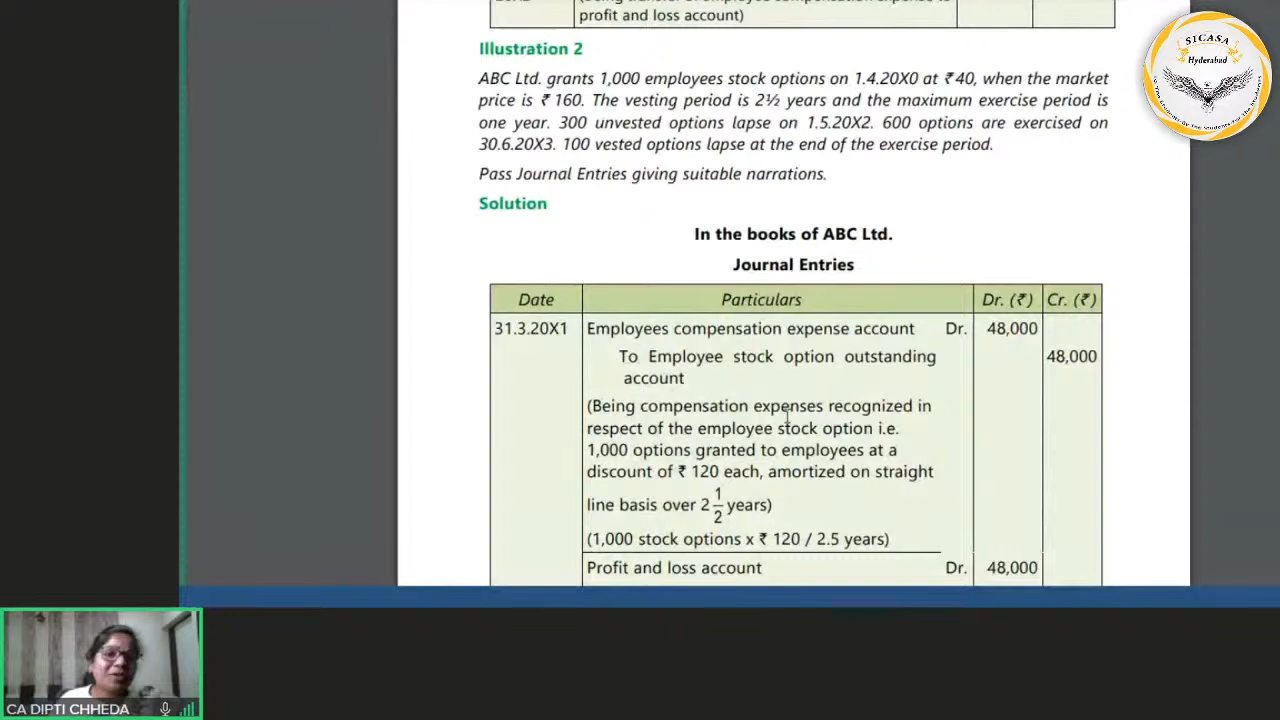 (Being transfer of employee compensation expense to
profit and loss account)
SICASA
Hyderabad
Illustration 2
ABC Ltd. grants 1,000 employees stock options on 1.4.20X0 at ₹ 40, when the market
price is ₹ 160. The vesting period is 2½ years and the maximum exercise period is
one year. 300 unvested options lapse on 1.5.20X2. 600 options are exercised on
30.6.20X3. 100 vested options lapse at the end of the exercise period.
Pass Journal Entries giving suitable narrations.
Solution
In the books of ABC Ltd.
Journal Entries
Date Particulars Dr. (₹) Cr. (₹)
31.3.20X1 Employees compensation expense account Dr. 48,000
To Employee stock option outstanding 48,000
account
(Being compensation expenses recognized in
respect of the employee stock option i.e.
1,000 options granted to employees at a
discount of ₹ 120 each, amortized on straight
line basis over 2 1/2 years)
(1,000 stock options x ₹ 120 / 2.5 years)
Profit and loss account Dr. 48,000
CA DIPTI CHHEDA